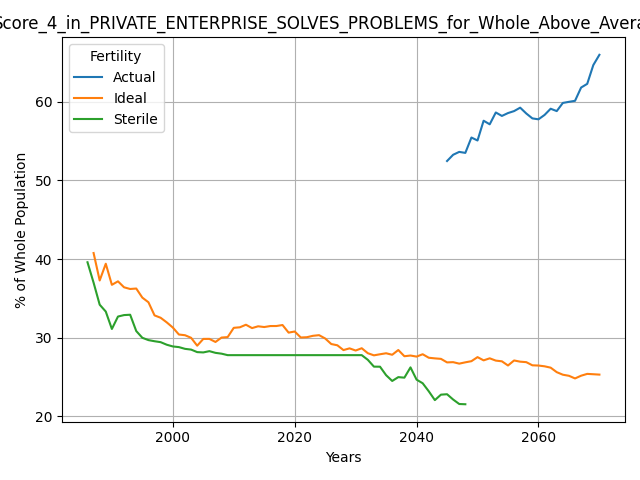 Score_4_in_PRIVATE_ENTERPRISE_SOLVES_PROBLEMS_for_Whole_Above_Avera
Fertility
Actual
Ideal
Sterile
% of Whole Population
60
50
40
30
20
2000
2020
2040
2060
Years